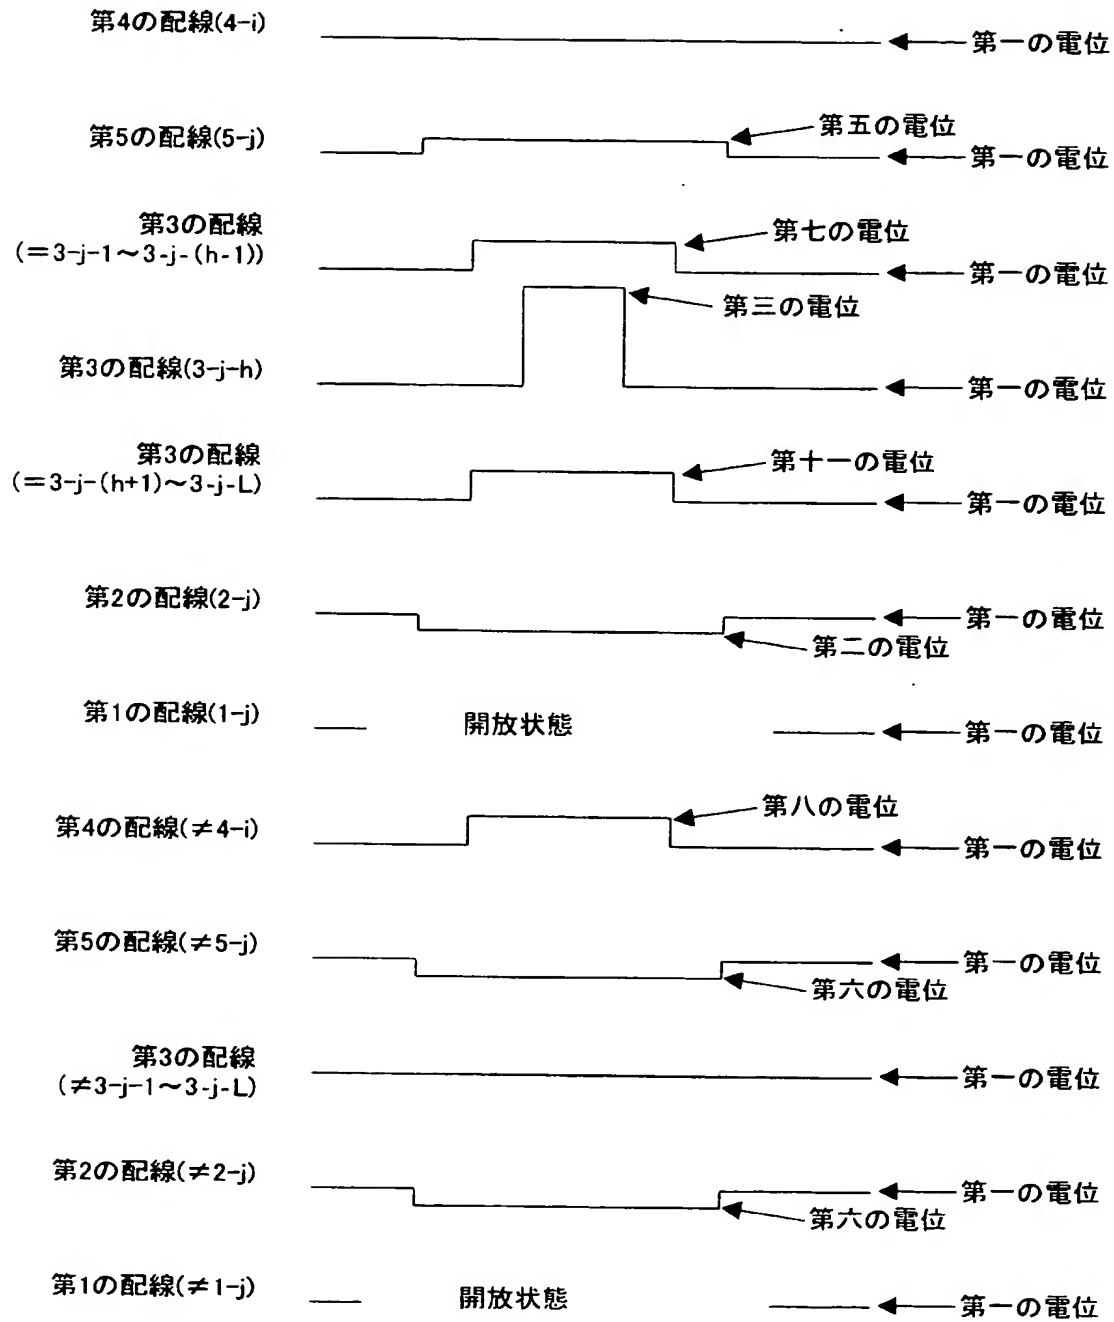 第4の配線(4-i)
第一の電位
第5の配線(5-j)
第五の電位
第一の電位
第3の配線
(=3-j-1~3-j-(h-1))
第七の電位
第一の電位
第三の電位
第3の配線(3-j-h)
第一の電位
第3の配線
(=3-j-(h+1)~3-j-L)
第十一の電位
第一の電位
第2の配線(2-j)
第一の電位
第二の電位
第1の配線(1-j)
開放状態
第一の電位
第4の配線(≠4-i)
第八の電位
第一の電位
第5の配線(≠5-j)
第一の電位
第六の電位
第3の配線
(≠3-j-1~3-j-L)
第一の電位
第2の配線(≠2-j)
第一の電位
第六の電位
第1の配線(≠1-j)
開放状態
第一の電位